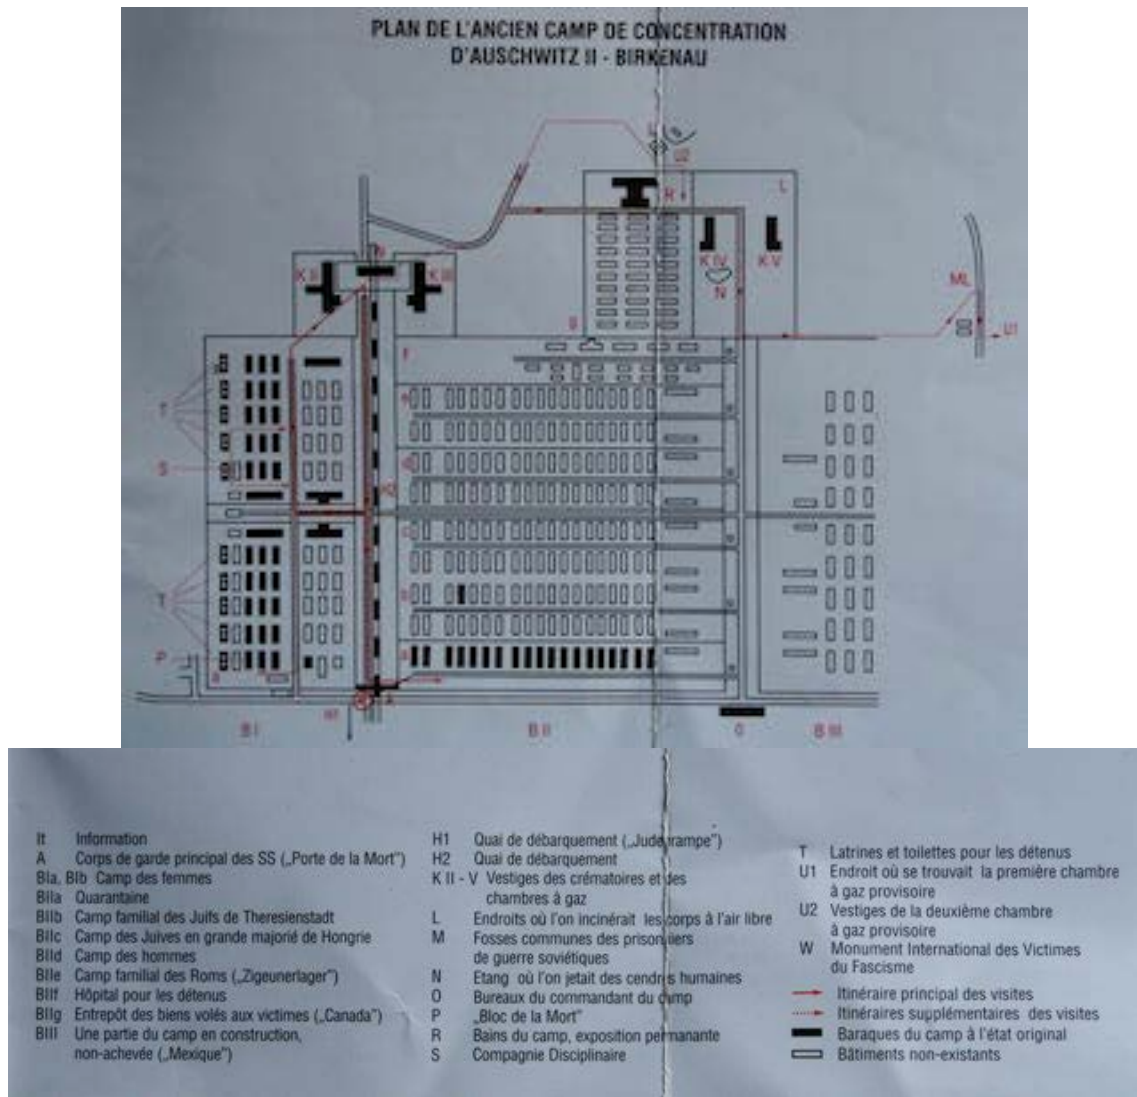 PLAN DE L'ANCIEN CAMP DE CONCENTRATION
D'AUSCHWITZ II - BIRKENAU
L
U2
R
L
K II
K III
K IV
K V
N
ML
U1
g
F
T
S
H2
T
P
a
A
B I
H1
B II
O
B III
It Information
A Corps de garde principal des SS („Porte de la Mort")
BIa, BIb Camp des femmes
BIIa Quarantaine
BIIb Camp familial des Juifs de Theresienstadt
BIIc Camp des Juives en grande majorié de Hongrie
BIId Camp des hommes
BIIe Camp familial des Roms („Zigeunerlager")
BIIf Hôpital pour les détenus
BIIg Entrepôt des biens volés aux victimes („Canada")
BIII Une partie du camp en construction,
non-achevée („Mexique")
H1 Quai de débarquement („Judenrampe")
H2 Quai de débarquement
K II - V Vestiges des crématoires et des
chambres à gaz
L Endroits où l'on incinérait les corps à l'air libre
M Fosses communes des prisonniers
de guerre soviétiques
N Etang où l'on jetait des cendres humaines
O Bureaux du commandant du camp
P „Bloc de la Mort"
R Bains du camp, exposition permanante
S Compagnie Disciplinaire
T Latrines et toilettes pour les détenus
U1 Endroit où se trouvait la première chambre
à gaz provisoire
U2 Vestiges de la deuxième chambre
à gaz provisoire
W Monument International des Victimes
du Fascisme
Itinéraire principal des visites
Itinéraires supplémentaires des visites
Baraques du camp à l'état original
Bâtiments non-existants